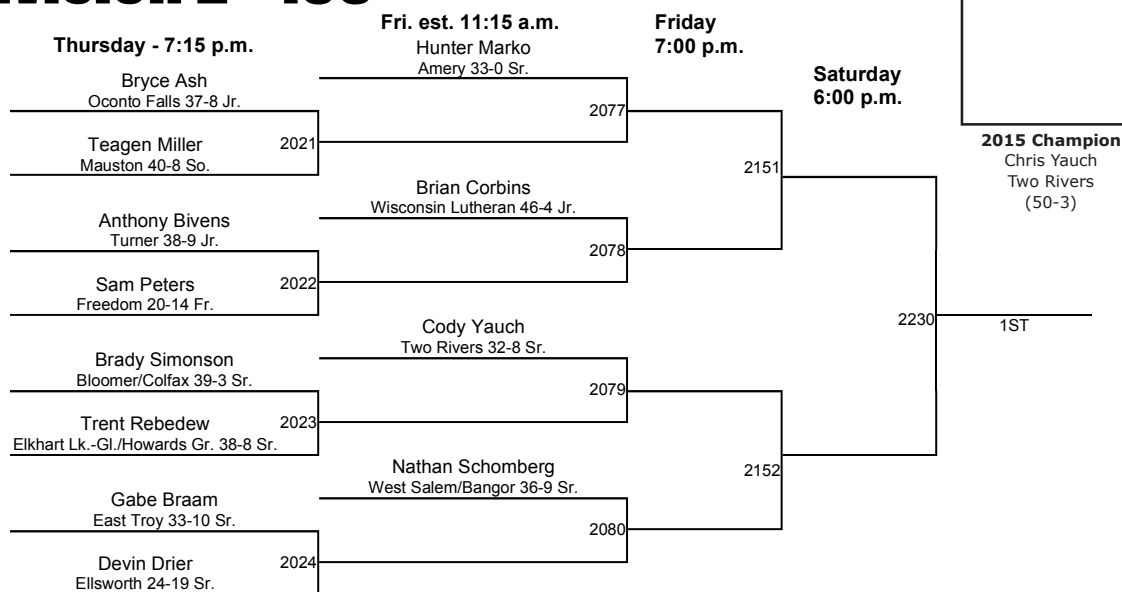 Thursday - 7:15 p.m.
Fri. est. 11:15 a.m.
Friday
7:00 p.m.
Saturday
6:00 p.m.
Bryce Ash
Oconto Falls 37-8 Jr.
Teagen Miller
Mauston 40-8 So.
2021
Anthony Bivens
Turner 38-9 Jr.
Sam Peters
Freedom 20-14 Fr.
2022
Brady Simonson
Bloomer/Colfax 39-3 Sr.
Trent Rebedew
Elkhart Lk.-Gl./Howards Gr. 38-8 Sr.
2023
Gabe Braam
East Troy 33-10 Sr.
Devin Drier
Ellsworth 24-19 Sr.
2024
Hunter Marko
Amery 33-0 Sr.
2077
Brian Corbins
Wisconsin Lutheran 46-4 Jr.
2078
Cody Yauch
Two Rivers 32-8 Sr.
2079
Nathan Schomberg
West Salem/Bangor 36-9 Sr.
2080
2151
2152
2230
1ST
2015 Champion
Chris Yauch
Two Rivers
(50-3)